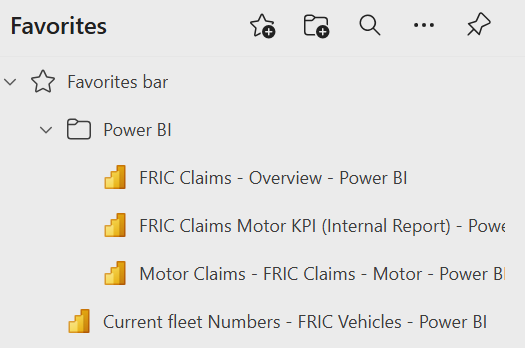 Favorites
Favorites bar
Power BI
FRIC Claims - Overview - Power BI
FRIC Claims Motor KPI (Internal Report) - Powe
Motor Claims - FRIC Claims - Motor - Power BI
Current fleet Numbers - FRIC Vehicles - Power BI